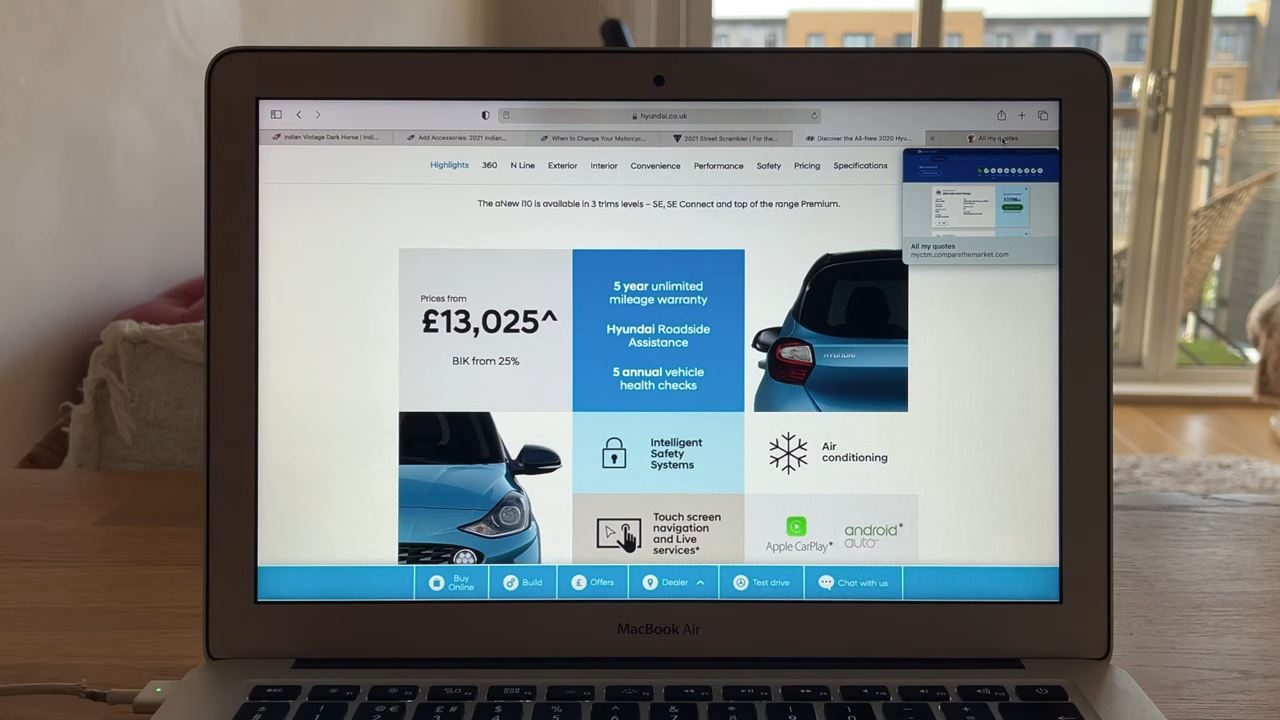 hyundai.co.uk
Indian Vintage Dark Horse | Indi...
Add Accessories: 2021 Indian...
When to Change Your Motorcyc...
2021 Street Scrambler | For the...
Discover the All-New 2020 Hyu...
All my quotes
Highlights
360
N Line
Exterior
Interior
Convenience
Performance
Safety
Pricing
Specifications
The aNew i10 is available in 3 trims levels – SE, SE Connect and top of the range Premium.
All my quotes
myctm.comparethemarket.com
Prices from
£13,025^
BIK from 25%
5 year unlimited
mileage warranty
Hyundai Roadside
Assistance
5 annual vehicle
health checks
HYUNDAI
Intelligent
Safety
Systems
Air
conditioning
Touch screen
navigation
and Live
services*
Apple CarPlay*
android*
auto™
Buy
Online
Build
£
Offers
Dealer
Test drive
Chat with us
MacBook Air
esc